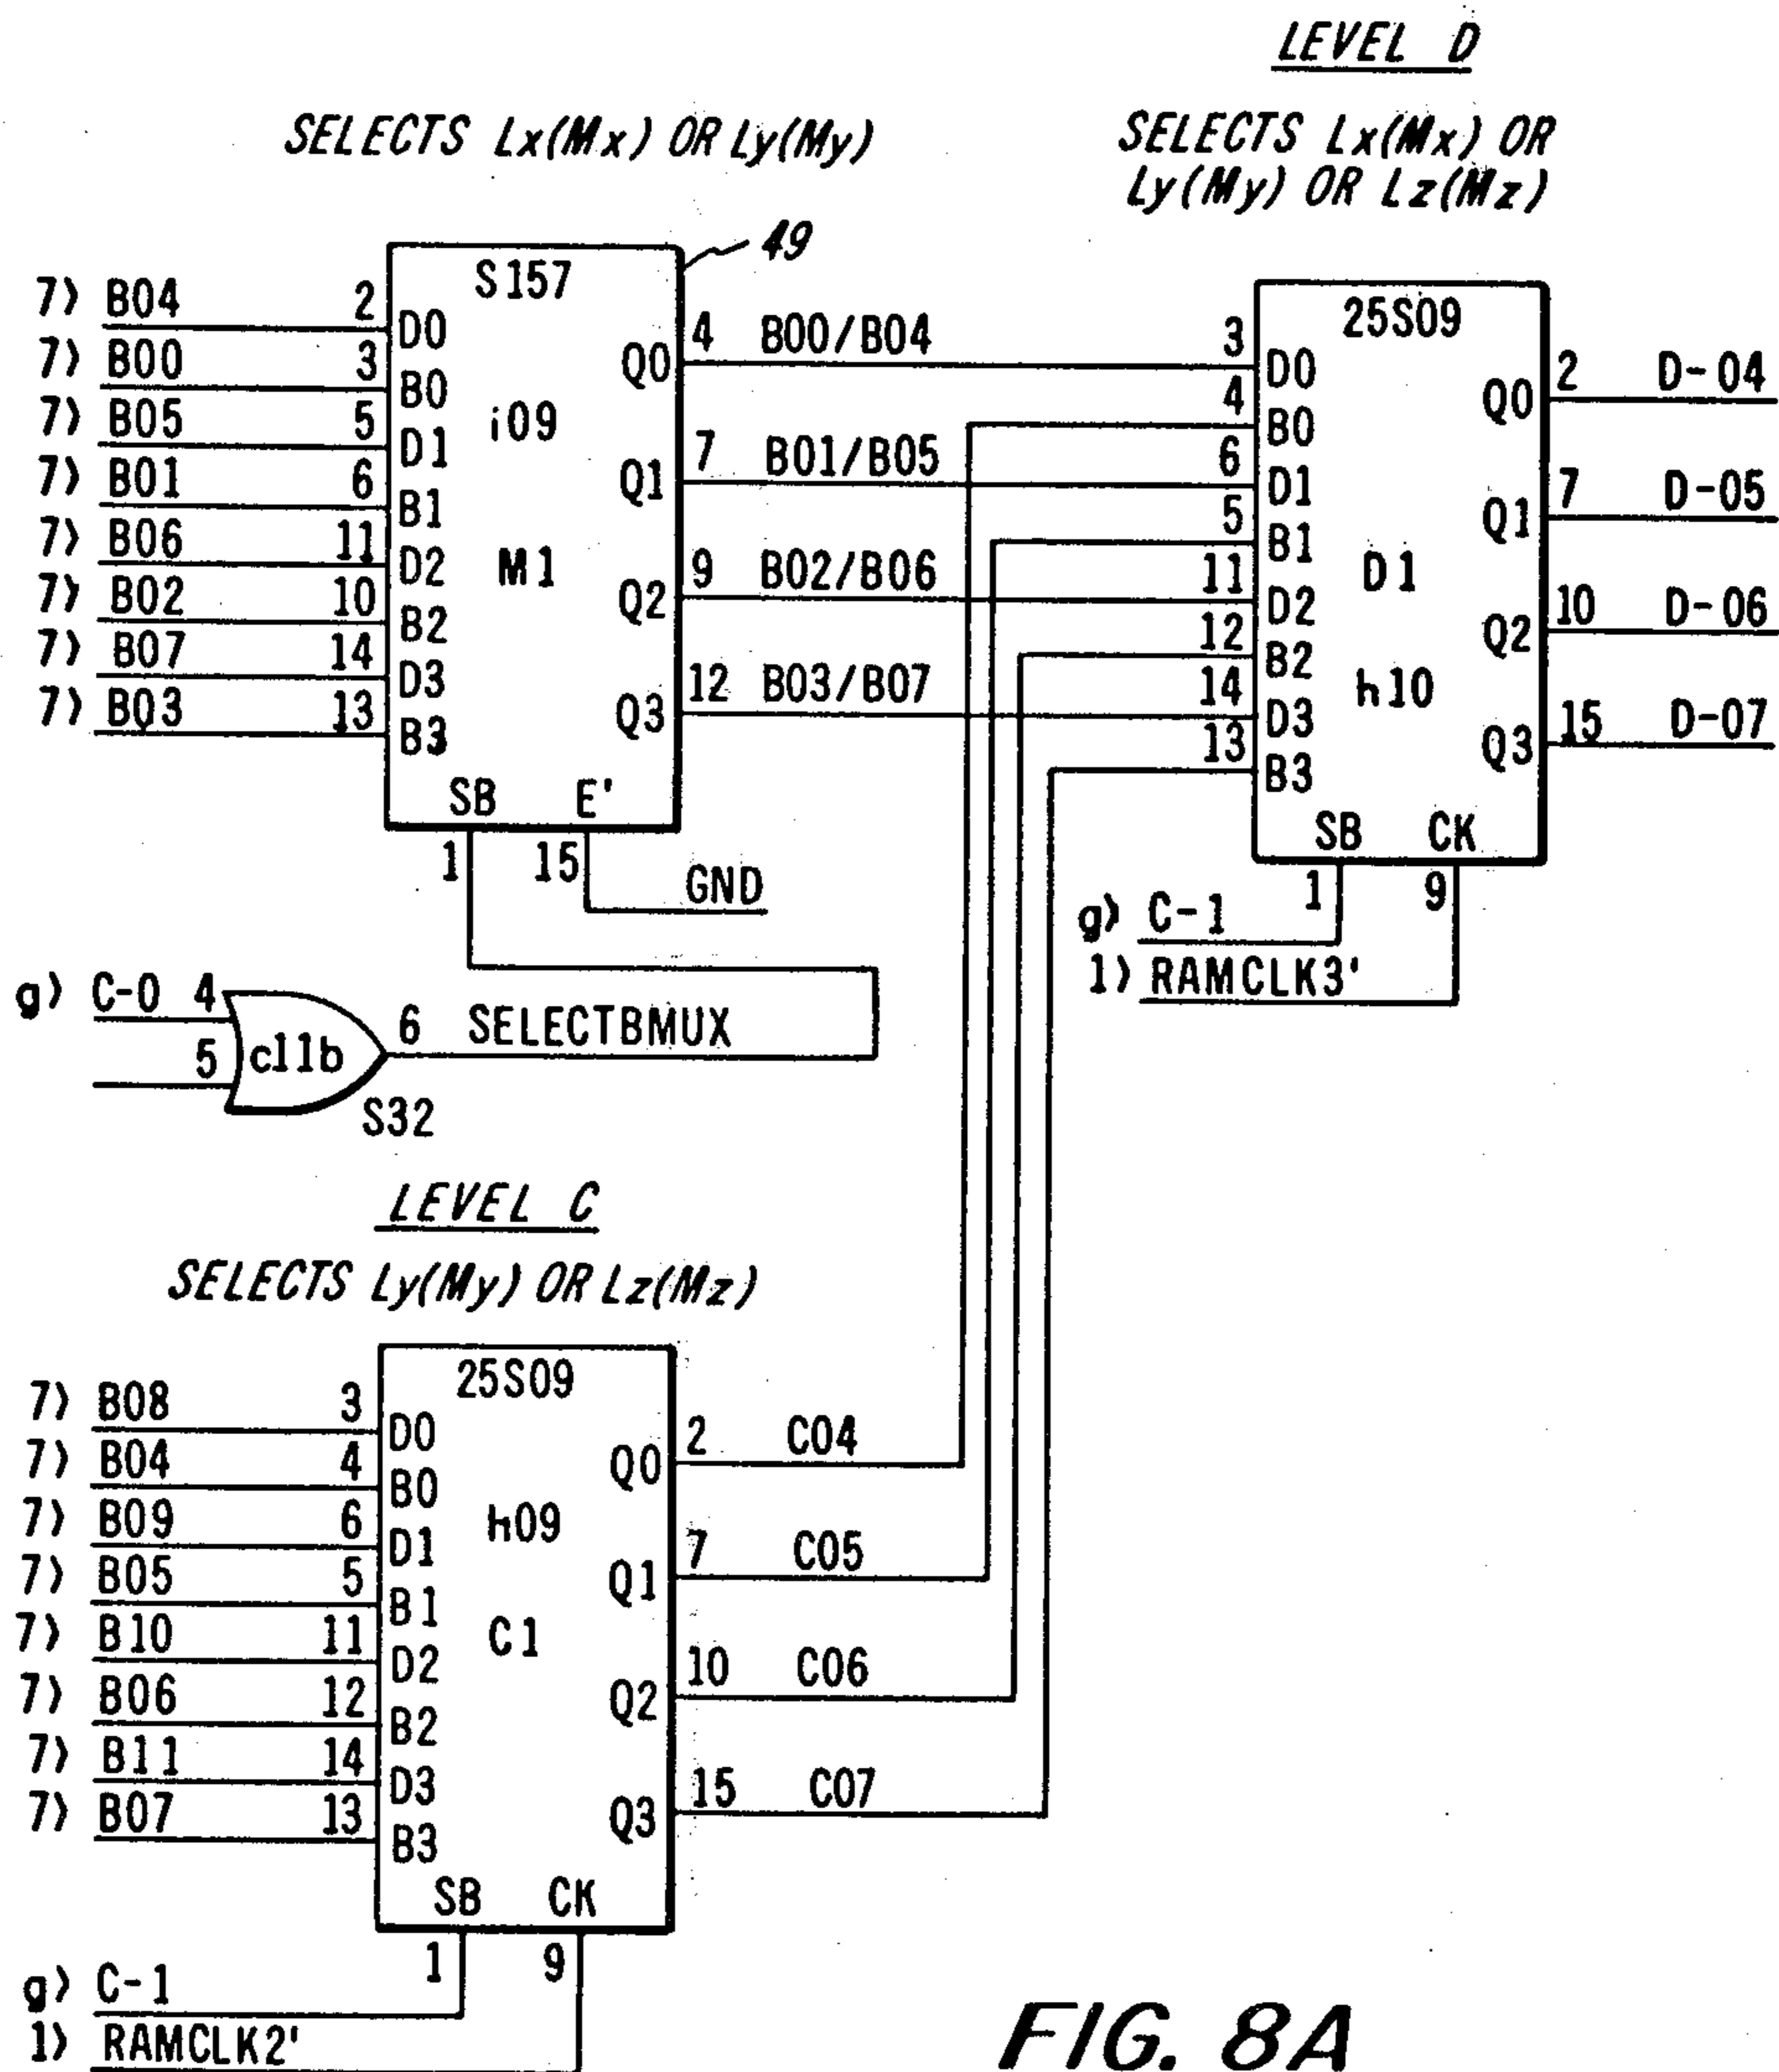 LEVEL D
SELECTS Lx(Mx) OR Ly(My)
SELECTS Lx(Mx) OR
Ly(My) OR Lz(Mz)
49
S157
7) B04 2 D0
7) B00 3 B0
7) B05 5 D1
7) B01 6 B1
7) B06 11 D2
7) B02 10 B2
7) B07 14 D3
7) B03 13 B3
i09
M1
Q0 4 B00/B04
Q1 7 B01/B05
Q2 9 B02/B06
Q3 12 B03/B07
SB E'
1 15 GND
25S09
3 D0
4 B0
6 D1
5 B1
11 D2
12 B2
14 D3
13 B3
D1
h10
Q0 2 D-04
Q1 7 D-05
Q2 10 D-06
Q3 15 D-07
SB CK
1 9
g) C-1
1) RAMCLK3'
g) C-0 4
5
c11b
6 SELECTBMUX
S32
LEVEL C
SELECTS Ly(My) OR Lz(Mz)
25S09
7) B08 3 D0
7) B04 4 B0
7) B09 6 D1
7) B05 5 B1
7) B10 11 D2
7) B06 12 B2
7) B11 14 D3
7) B07 13 B3
h09
C1
Q0 2 C04
Q1 7 C05
Q2 10 C06
Q3 15 C07
SB CK
1 9
g) C-1
1) RAMCLK2'
FIG. 8A